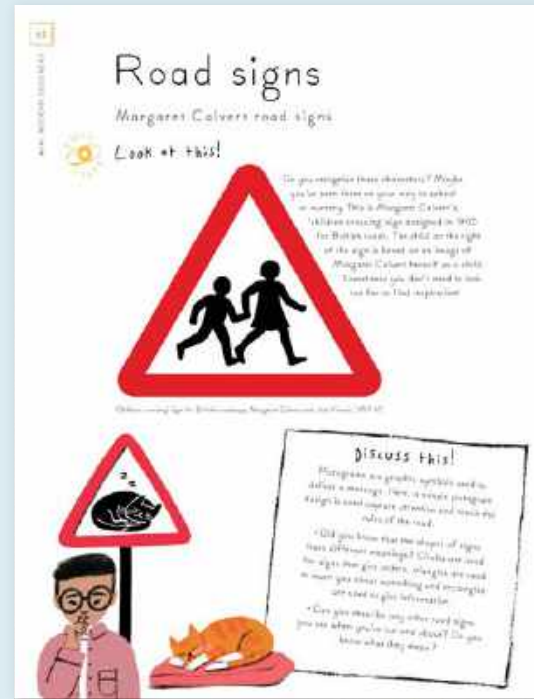 Road signs
Margaret Calvert road signs
Look at this!
Do you recognise these characters? Maybe
you've seen them on your way to school
or nursery. This is Margaret Calvert's
'children crossing' sign designed in
for British roads. The child on the right
of the sign is based on an image of
Margaret Calvert herself as a child.
Sometimes you don't need to look
too far to find inspiration!
Margaret Calvert and
z z
Discuss this!
Pictograms are graphic symbols used to
a message. Here, a simple pictogram
design is used capture attention and teach the
rules of the road.
• Did you know that the shapes of signs
have different meanings? Circles are used
for signs that give orders, triangles are used
to warn you about something and rectangles
are used to give information.
• Can you describe any other road signs
you see when you're out and about? Do you
know what they mean?